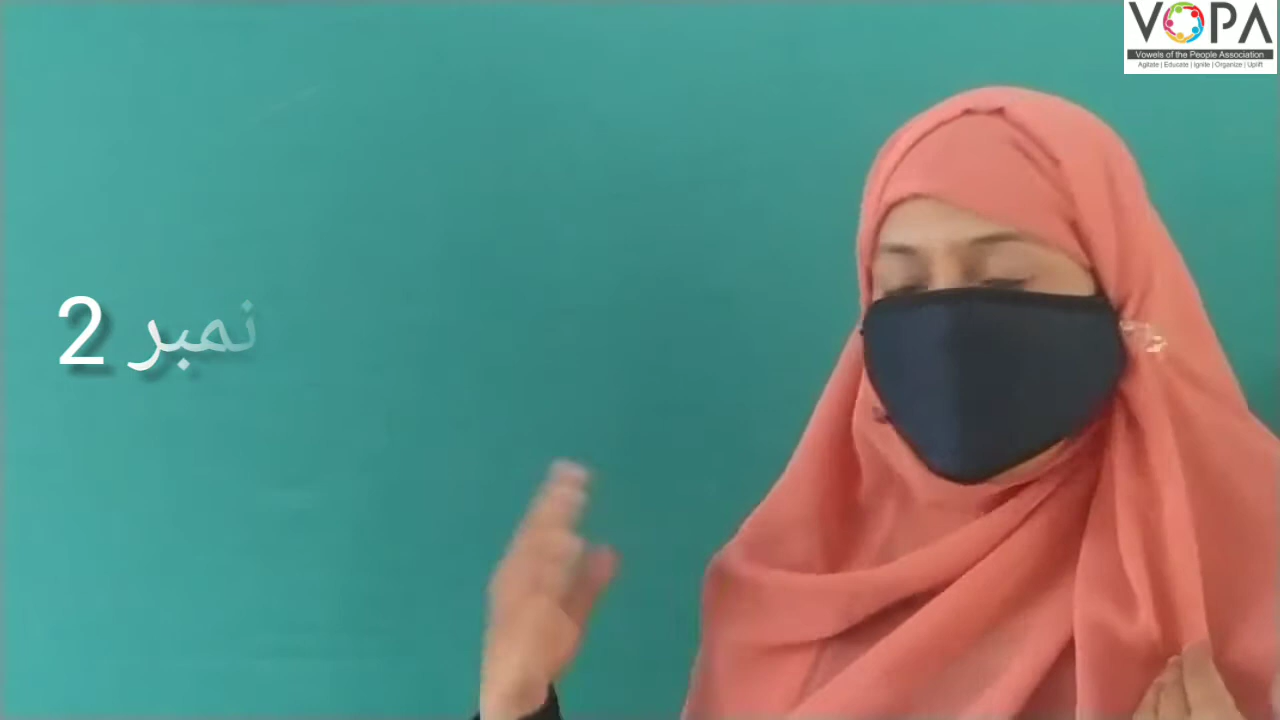 VOPA
Vowels of the People Association
Agitate | Educate | Ignite | Organize | Uplift
نمبر 2